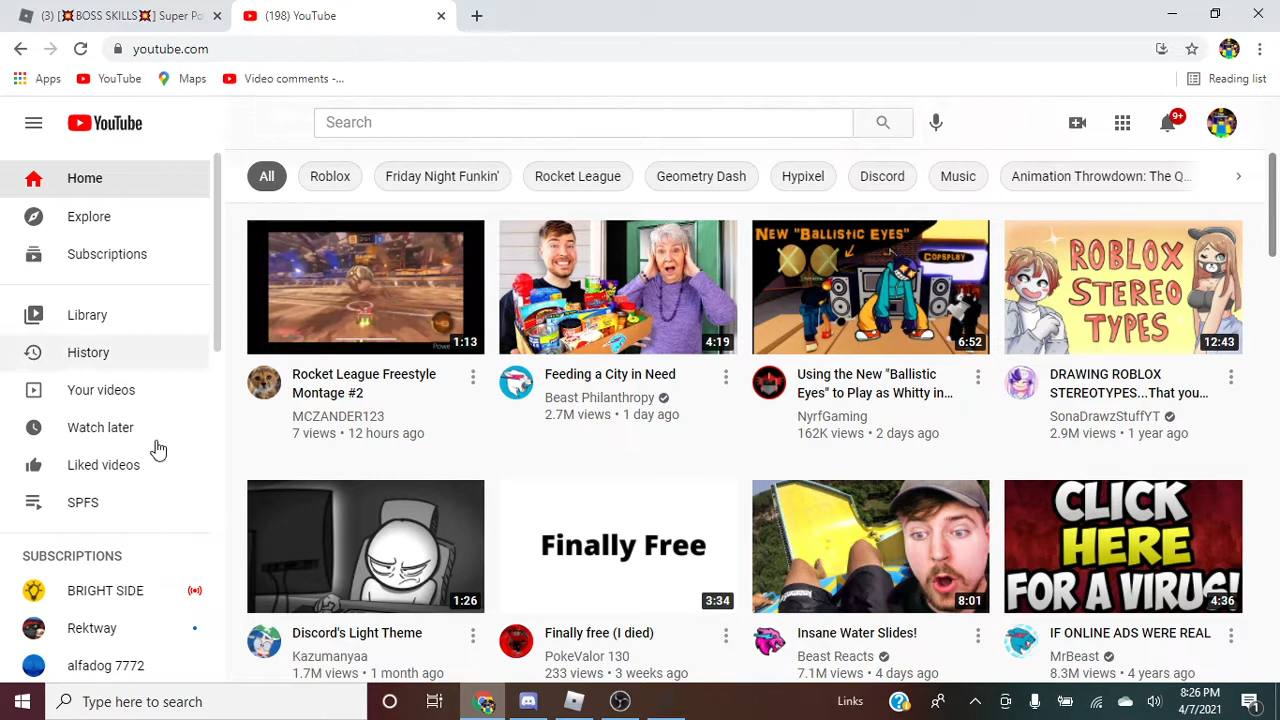 (3) [💥BOSS SKILLS💥] Super Po
(198) YouTube
youtube.com
Apps
YouTube
Maps
Video comments -...
Reading list
YouTube
Search
9+
Home
Explore
Subscriptions
Library
History
Your videos
Watch later
Liked videos
SPFS
SUBSCRIPTIONS
BRIGHT SIDE
Rektway
alfadog 7772
All
Roblox
Friday Night Funkin'
Rocket League
Geometry Dash
Hypixel
Discord
Music
Animation Throwdown: The Q...
1:13
Rocket League Freestyle
Montage #2
MCZANDER123
7 views • 12 hours ago
4:19
Feeding a City in Need
Beast Philanthropy
2.7M views • 1 day ago
NEW "BALLISTIC EYES"
COPSPLAY
6:52
Using the New "Ballistic
Eyes" to Play as Whitty in...
NyrfGaming
162K views • 2 days ago
ROBLOX
STEREO
TYPES
12:43
DRAWING ROBLOX
STEREOTYPES...That you...
SonaDrawzStuffYT
2.9M views • 1 year ago
1:26
Discord's Light Theme
Kazumanyaa
1.7M views • 1 month ago
Finally Free
3:34
Finally free (I died)
PokeValor 130
233 views • 3 weeks ago
8:01
Insane Water Slides!
Beast Reacts
7.1M views • 4 days ago
CLICK
HERE
FOR A VIRUS!
4:36
IF ONLINE ADS WERE REAL
MrBeast
8.3M views • 4 years ago
Type here to search
Links
8:26 PM
4/7/2021
1